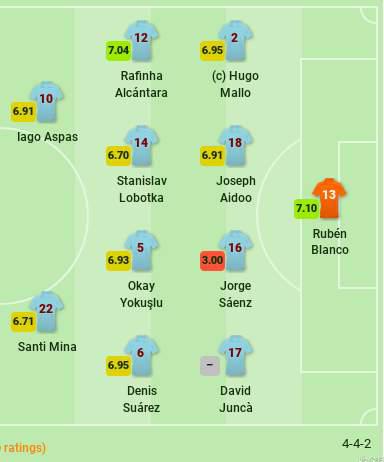 12
7.04
Rafinha
Alcántara
2
6.95
(c) Hugo
Mallo
10
6.91
Iago Aspas
14
6.70
Stanislav
Lobotka
18
6.91
Joseph
Aidoo
13
7.10
Rubén
Blanco
5
6.93
Okay
Yokuşlu
16
3.00
Jorge
Sáenz
22
6.71
Santi Mina
6
6.95
Denis
Suárez
–
17
David
Juncà
ratings)
4-4-2